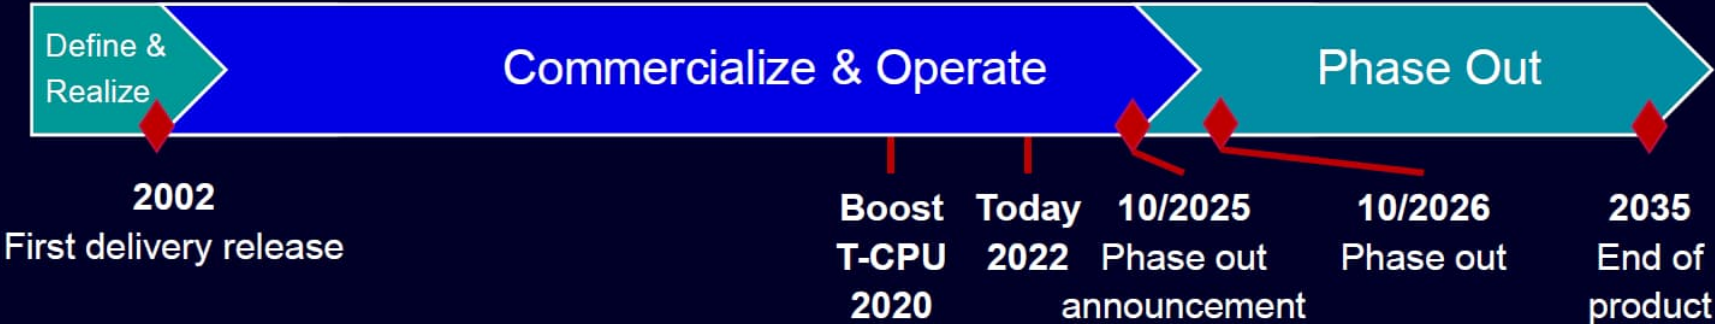 Define &
Realize
Commercialize & Operate
Phase Out
2002
First delivery release
Boost
T-CPU
2020
Today
2022
10/2025
Phase out
announcement
10/2026
Phase out
2035
End of
product